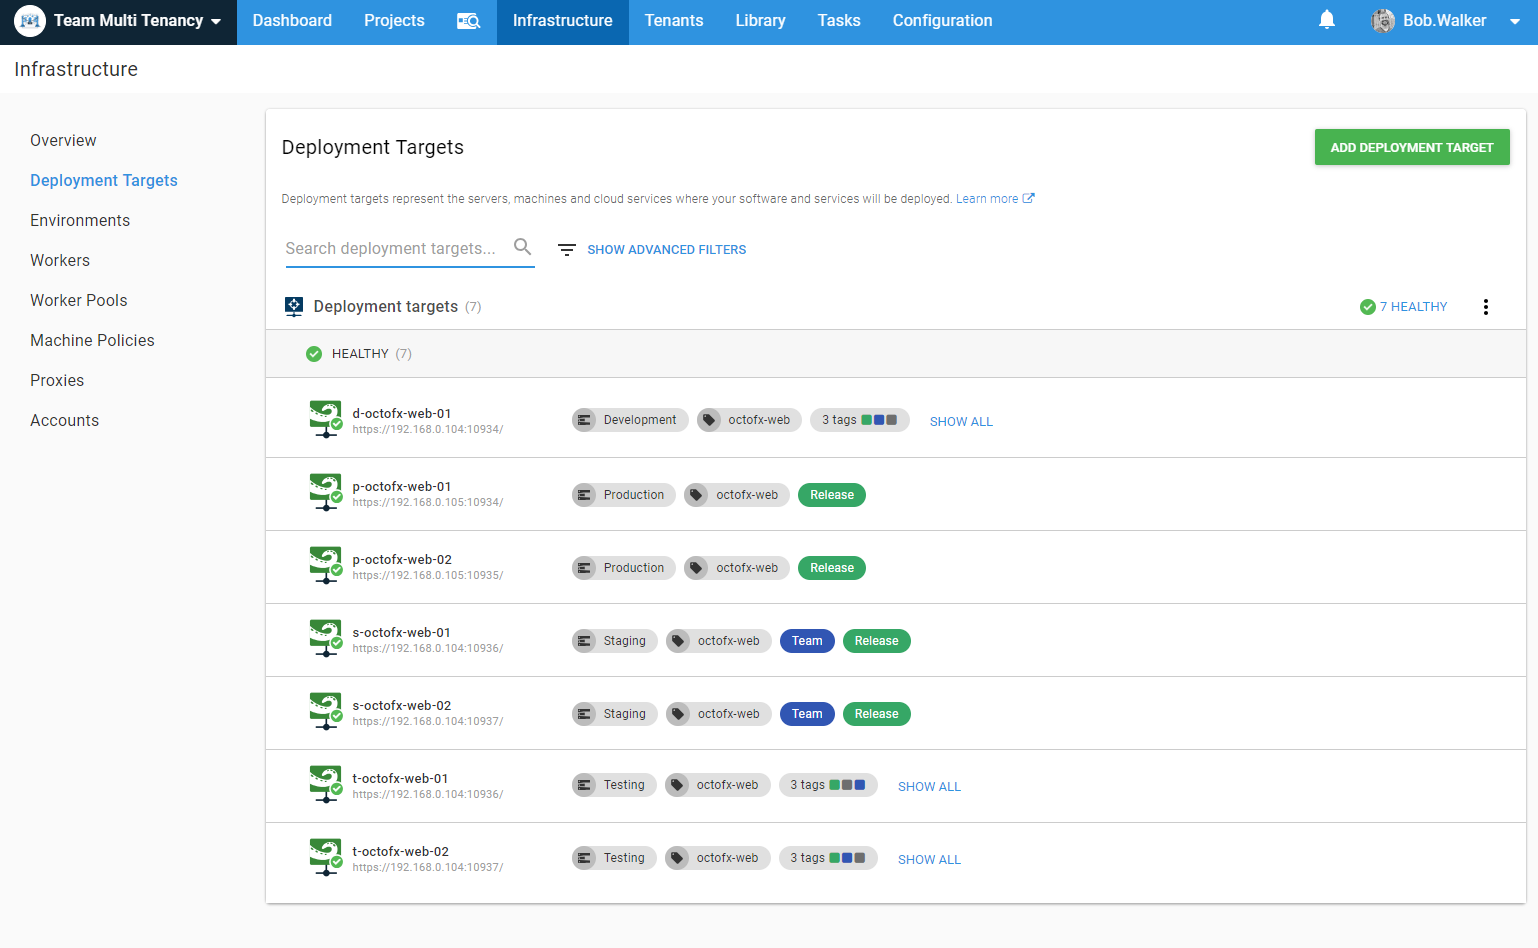 Team Multi Tenancy Dashboard Projects Infrastructure Tenants Library Tasks Configuration Bob.Walker
Infrastructure
Overview
Deployment Targets
Environments
Workers
Worker Pools
Machine Policies
Proxies
Accounts
Deployment Targets
ADD DEPLOYMENT TARGET
Deployment targets represent the servers, machines and cloud services where your software and services will be deployed. Learn more
Search deployment targets... SHOW ADVANCED FILTERS
Deployment targets (7) 7 HEALTHY
HEALTHY (7)
d-octofx-web-01
https://192.168.0.104:10934/
Development octofx-web 3 tags SHOW ALL
p-octofx-web-01
https://192.168.0.105:10934/
Production octofx-web Release
p-octofx-web-02
https://192.168.0.105:10935/
Production octofx-web Release
s-octofx-web-01
https://192.168.0.104:10936/
Staging octofx-web Team Release
s-octofx-web-02
https://192.168.0.104:10937/
Staging octofx-web Team Release
t-octofx-web-01
https://192.168.0.104:10936/
Testing octofx-web 3 tags SHOW ALL
t-octofx-web-02
https://192.168.0.104:10937/
Testing octofx-web 3 tags SHOW ALL